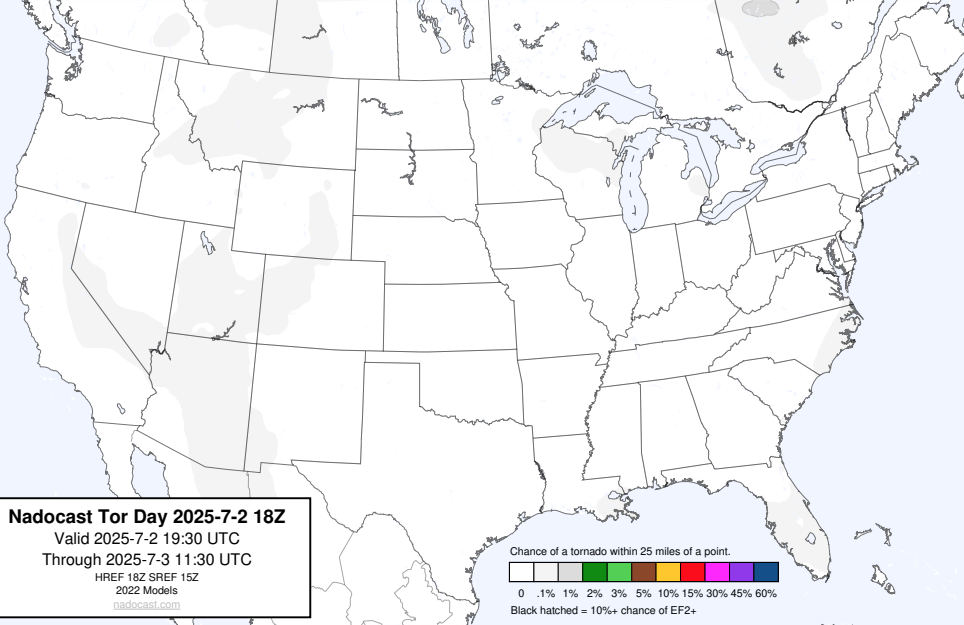 Nadocast Tor Day 2025-7-2 18Z
Valid 2025-7-2 19:30 UTC
Through 2025-7-3 11:30 UTC
HREF 18Z SREF 15Z
2022 Models
nadocast.com
Chance of a tornado within 25 miles of a point.
0 .1% 1% 2% 3% 5% 10% 15% 30% 45% 60%
Black hatched = 10%+ chance of EF2+